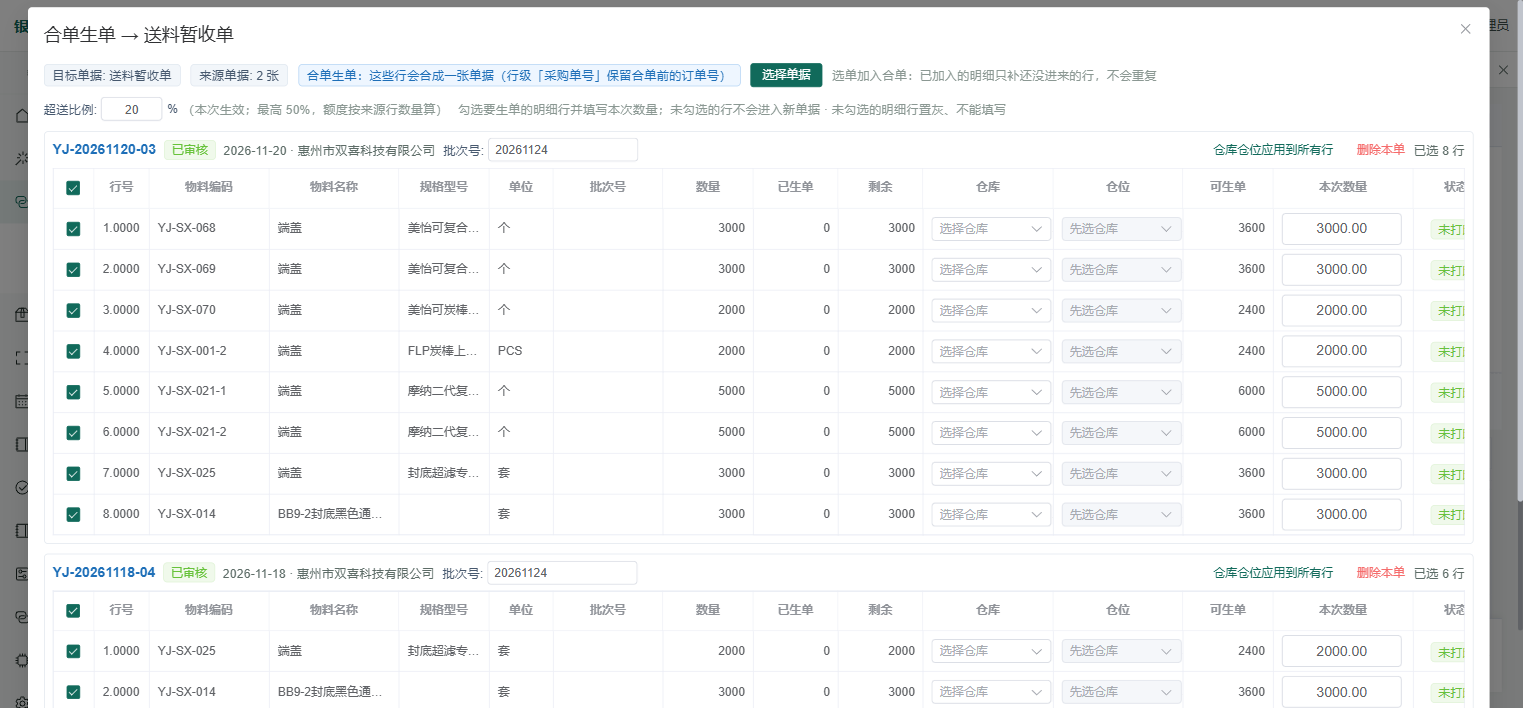 合单生单 → 送料暂收单
目标单据: 送料暂收单 来源单据: 2 张 合单生单：这些行会合成一张单据（行级「采购单号」保留合单前的订单号） 选择单据 选单加入合单：已加入的明细只补还没进来的行，不会重复
超送比例: 20 % （本次生效；最高 50%，额度按来源行数量算） 勾选要生单的明细行并填写本次数量；未勾选的行不会进入新单据 · 未勾选的明细行置灰、不能填写
YJ-20261120-03 已审核 2026-11-20 · 惠州市双喜科技有限公司 批次号: 20261124 仓库仓位应用到所有行 删除本单 已选 8 行
行号 物料编码 物料名称 规格型号 单位 批次号 数量 已生单 剩余 仓库 仓位 可生单 本次数量 状态
1.0000 YJ-SX-068 端盖 美怡可复合... 个 3000 0 3000 选择仓库 先选仓库 3600 3000.00 未打
2.0000 YJ-SX-069 端盖 美怡可复合... 个 3000 0 3000 选择仓库 先选仓库 3600 3000.00 未打
3.0000 YJ-SX-070 端盖 美怡可炭棒... 个 2000 0 2000 选择仓库 先选仓库 2400 2000.00 未打
4.0000 YJ-SX-001-2 端盖 FLP炭棒上... PCS 2000 0 2000 选择仓库 先选仓库 2400 2000.00 未打
5.0000 YJ-SX-021-1 端盖 摩纳二代复... 个 5000 0 5000 选择仓库 先选仓库 6000 5000.00 未打
6.0000 YJ-SX-021-2 端盖 摩纳二代复... 个 5000 0 5000 选择仓库 先选仓库 6000 5000.00 未打
7.0000 YJ-SX-025 端盖 封底超滤专... 套 3000 0 3000 选择仓库 先选仓库 3600 3000.00 未打
8.0000 YJ-SX-014 BB9-2封底黑色通... 套 3000 0 3000 选择仓库 先选仓库 3600 3000.00 未打
YJ-20261118-04 已审核 2026-11-18 · 惠州市双喜科技有限公司 批次号: 20261124 仓库仓位应用到所有行 删除本单 已选 6 行
行号 物料编码 物料名称 规格型号 单位 批次号 数量 已生单 剩余 仓库 仓位 可生单 本次数量 状态
1.0000 YJ-SX-025 端盖 封底超滤专... 套 2000 0 2000 选择仓库 先选仓库 2400 2000.00 未打
2.0000 YJ-SX-014 BB9-2封底黑色通... 套 3000 0 3000 选择仓库 先选仓库 3600 3000.00 未打